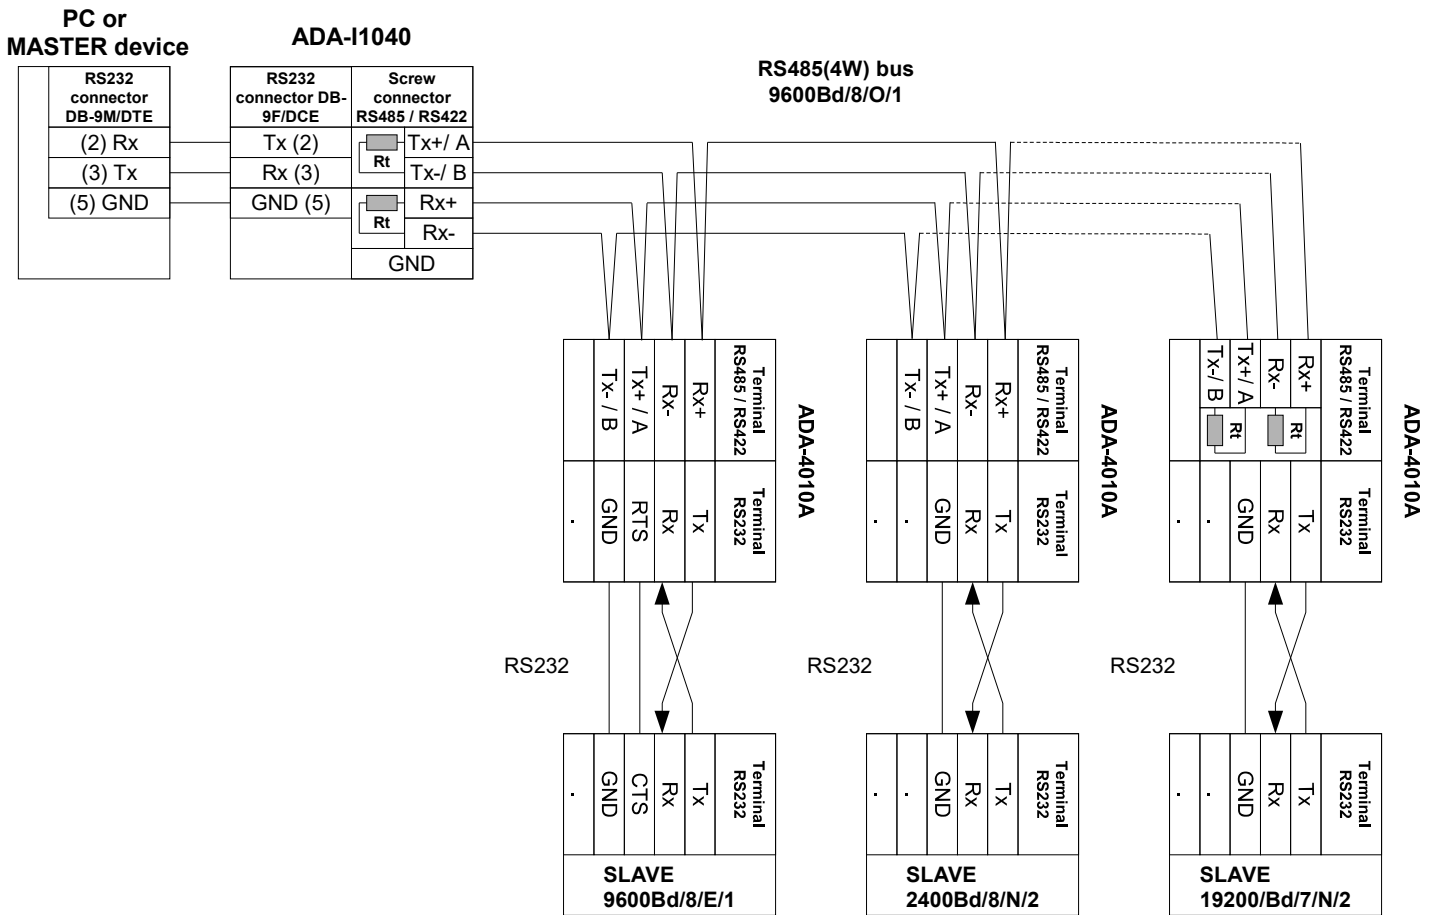 PC or
MASTER device
ADA-I1040
RS485(4W) bus
9600Bd/8/O/1
RS232
connector
DB-9M/DTE
(2) Rx
(3) Tx
(5) GND
RS232
connector DB-
9F/DCE
Tx (2)
Rx (3)
GND (5)
Screw
connector
RS485 / RS422
Rt
Tx+/ A
Tx-/ B
Rt
Rx+
Rx-
GND
Tx- / B
Tx+ / A
Rx-
Rx+
Terminal
RS485 / RS422
ADA-4010A
.
GND
RTS
Rx
Tx
Terminal
RS232
RS232
.
GND
CTS
Rx
Tx
Terminal
RS232
SLAVE
9600Bd/8/E/1
Tx- / B
Tx+ / A
Rx-
Rx+
Terminal
RS485 / RS422
ADA-4010A
.
.
GND
Rx
Tx
Terminal
RS232
RS232
.
.
GND
Rx
Tx
Terminal
RS232
SLAVE
2400Bd/8/N/2
Tx-/ B
Tx+/ A
Rx-
Rx+
Rt
Rt
Terminal
RS485 / RS422
ADA-4010A
.
.
GND
Rx
Tx
Terminal
RS232
RS232
.
.
GND
Rx
Tx
Terminal
RS232
SLAVE
19200/Bd/7/N/2